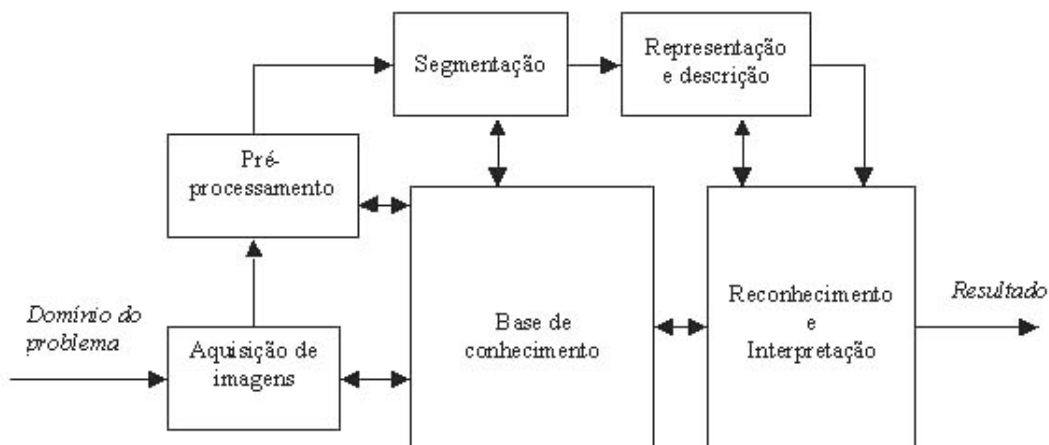 Segmentação
Representação
e descrição
Pré-
processamento
Domínio do
problema
Aquisição de
imagens
Base de
conhecimento
Reconhecimento
e
Interpretação
Resultado